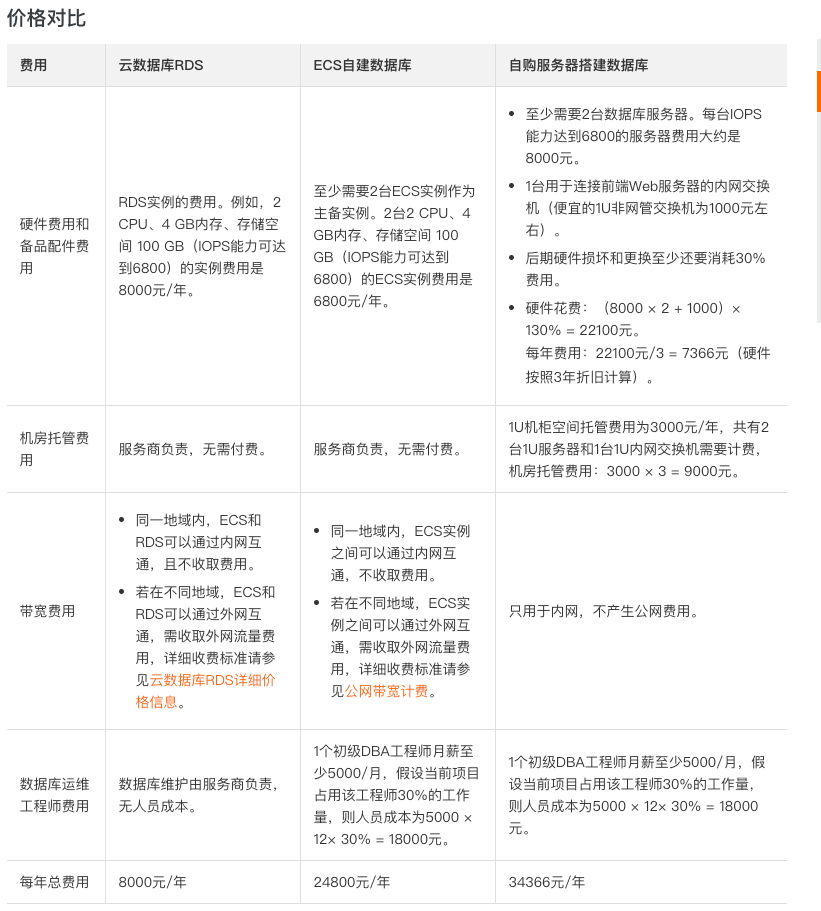 价格对比
费用
云数据库RDS
ECS自建数据库
自购服务器搭建数据库
硬件费用和
备品配件费
用
RDS实例的费用。例如，2
CPU、4 GB内存、存储空
间 100 GB（IOPS能力可达
到6800）的实例费用是
8000元/年。
至少需要2台ECS实例作为
主备实例。2台2 CPU、4
GB内存、存储空间 100
GB（IOPS能力可达到
6800）的ECS实例费用是
6800元/年。
• 至少需要2台数据库服务器。每台IOPS
能力达到6800的服务器费用大约是
8000元。
• 1台用于连接前端Web服务器的内网交换
机（便宜的1U非网管交换机为1000元左
右）。
• 后期硬件损坏和更换至少还要消耗30%
费用。
• 硬件花费：（8000 × 2 + 1000）×
130% = 22100元。
每年费用：22100元/3 = 7366元（硬件
按照3年折旧计算）。
机房托管费
用
服务商负责，无需付费。
服务商负责，无需付费。
1U机柜空间托管费用为3000元/年，共有2
台1U服务器和1台1U内网交换机需要计费，
机房托管费用：3000 × 3 = 9000元。
带宽费用
• 同一地域内，ECS和
RDS可以通过内网互
通，且不收取费用。
• 若在不同地域，ECS和
RDS可以通过外网互
通，需收取外网流量费
用，详细收费标准请参
见云数据库RDS详细价
格信息。
• 同一地域内，ECS实例
之间可以通过内网互
通，不收取费用。
• 若在不同地域，ECS实
例之间可以通过外网互
通，需收取外网流量费
用，详细收费标准请参
见公网带宽计费。
只用于内网，不产生公网费用。
数据库运维
工程师费用
数据库维护由服务商负责，
无人员成本。
1个初级DBA工程师月薪至
少5000/月，假设当前项目
占用该工程师30%的工作
量，则人员成本为5000 ×
12× 30% = 18000元。
1个初级DBA工程师月薪至少5000/月，假
设当前项目占用该工程师30%的工作量，
则人员成本为5000 × 12× 30% = 18000
元。
每年总费用
8000元/年
24800元/年
34366元/年